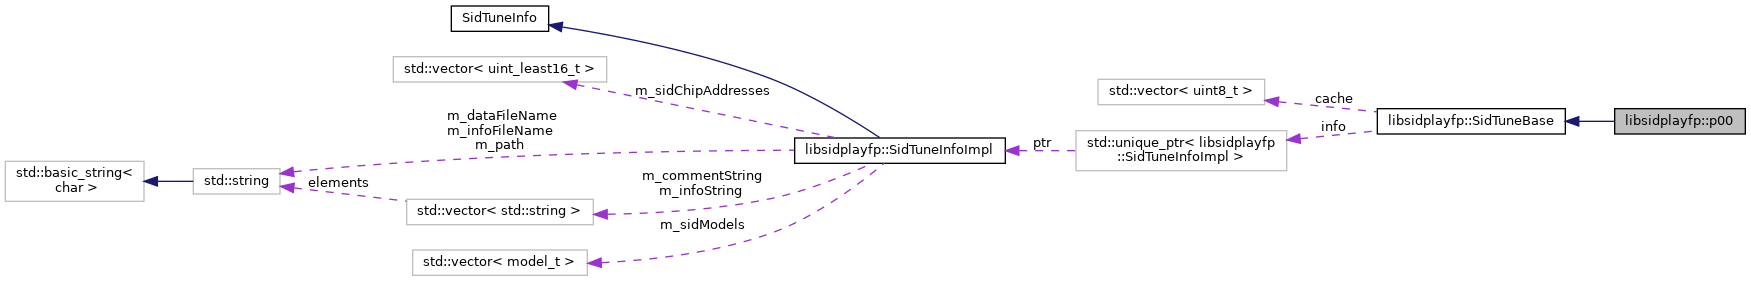 SidTuneInfo
std::vector< uint_least16_t >
m_sidChipAddresses
std::vector< uint8_t >
cache
m_dataFileName
m_infoFileName
m_path
libsidplayfp::SidTuneBase
libsidplayfp::p00
info
libsidplayfp::SidTuneInfoImpl
ptr
std::unique_ptr< libsidplayfp
::SidTuneInfoImpl >
std::basic_string<
char >
std::string
elements
m_commentString
m_infoString
std::vector< std::string >
m_sidModels
std::vector< model_t >